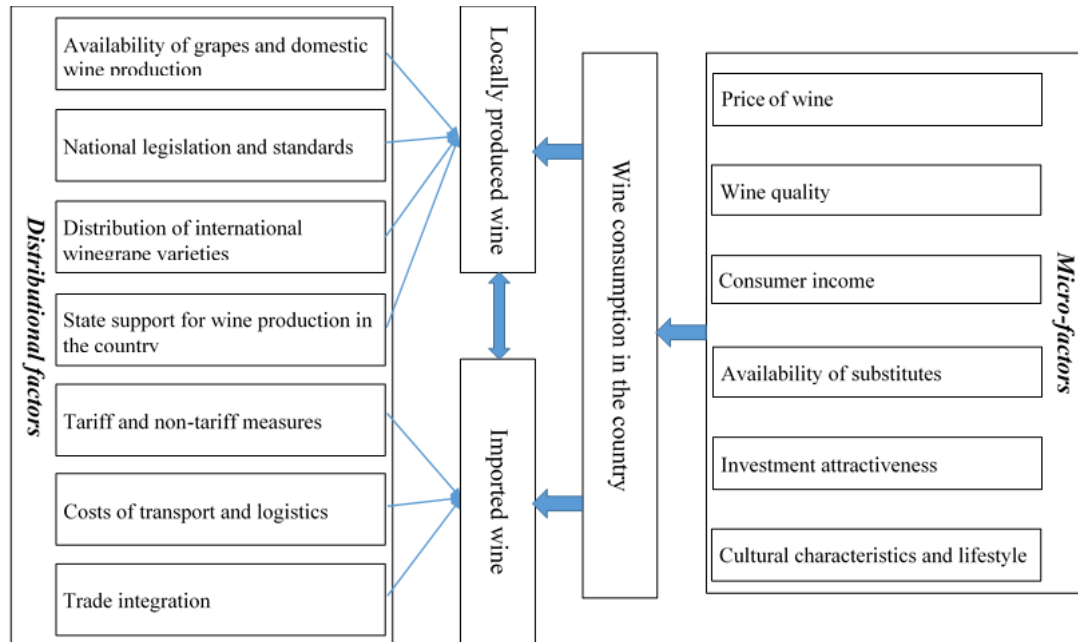 Distributional factors
Availability of grapes and domestic
wine production
National legislation and standards
Distribution of international
winegrape varieties
State support for wine production in
the country
Tariff and non-tariff measures
Costs of transport and logistics
Trade integration
Locally produced wine
Imported wine
Wine consumption in the country
Price of wine
Wine quality
Consumer income
Availability of substitutes
Investment attractiveness
Cultural characteristics and lifestyle
Micro-factors